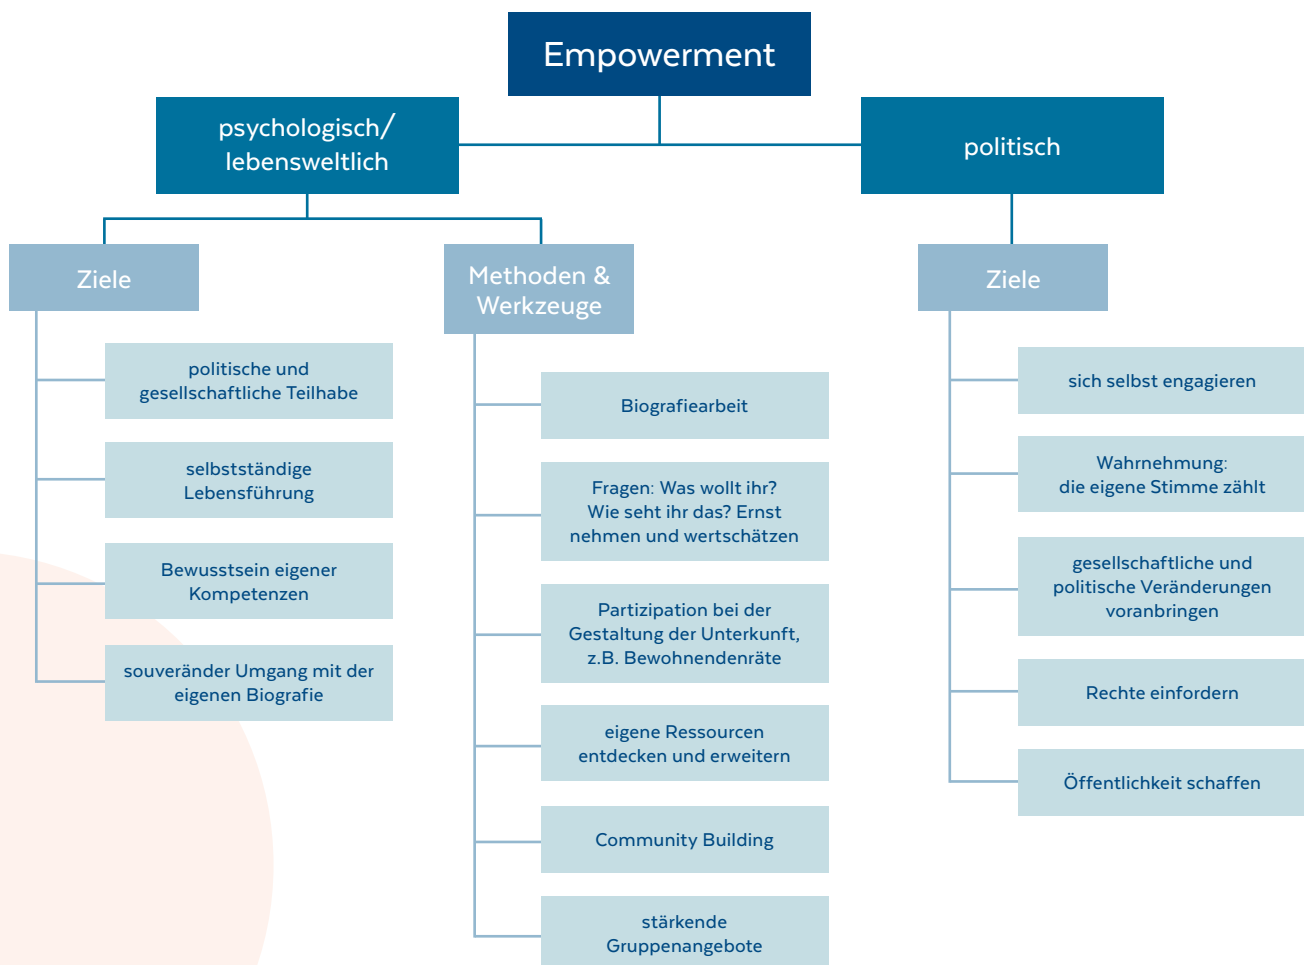 Empowerment
psychologisch/
lebensweltlich
politisch
Ziele
politische und
gesellschaftliche Teilhabe
selbstständige
Lebensführung
Bewusstsein eigener
Kompetenzen
souveränder Umgang mit der
eigenen Biografie
Methoden &
Werkzeuge
Biografiearbeit
Fragen: Was wollt ihr?
Wie seht ihr das? Ernst
nehmen und wertschätzen
Partizipation bei der
Gestaltung der Unterkunft,
z.B. Bewohnendenräte
eigene Ressourcen
entdecken und erweitern
Community Building
stärkende
Gruppenangebote
Ziele
sich selbst engagieren
Wahrnehmung:
die eigene Stimme zählt
gesellschaftliche und
politische Veränderungen
voranbringen
Rechte einfordern
Öffentlichkeit schaffen